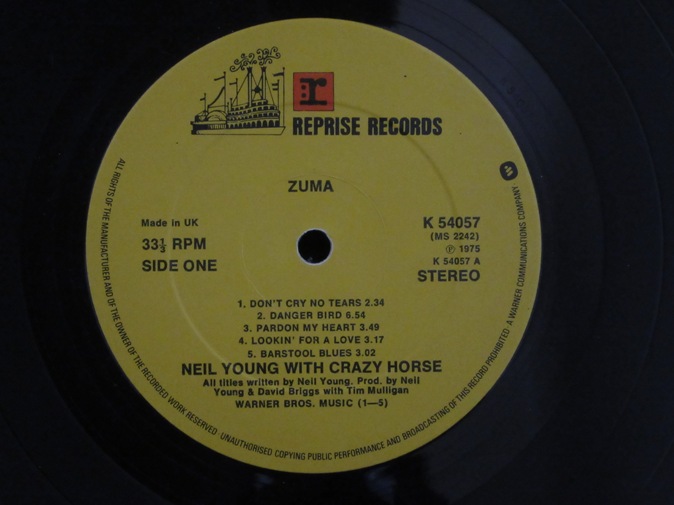 r
REPRISE RECORDS
ZUMA
Made in UK
33⅓ RPM
SIDE ONE
K 54057
(MS 2242)
℗ 1975
K 54057 A
STEREO
1. DON'T CRY NO TEARS 2.34
2. DANGER BIRD 6.54
3. PARDON MY HEART 3.49
4. LOOKIN' FOR A LOVE 3.17
5. BARSTOOL BLUES 3.02
NEIL YOUNG WITH CRAZY HORSE
All titles written by Neil Young. Prod. by Neil
Young & David Briggs with Tim Mulligan
WARNER BROS. MUSIC (1—5)
ALL RIGHTS OF THE MANUFACTURER AND OF THE OWNER OF THE RECORDED WORK RESERVED · UNAUTHORISED COPYING PUBLIC PERFORMANCE AND BROADCASTING OF THIS RECORD PROHIBITED · A WARNER COMMUNICATIONS COMPANY